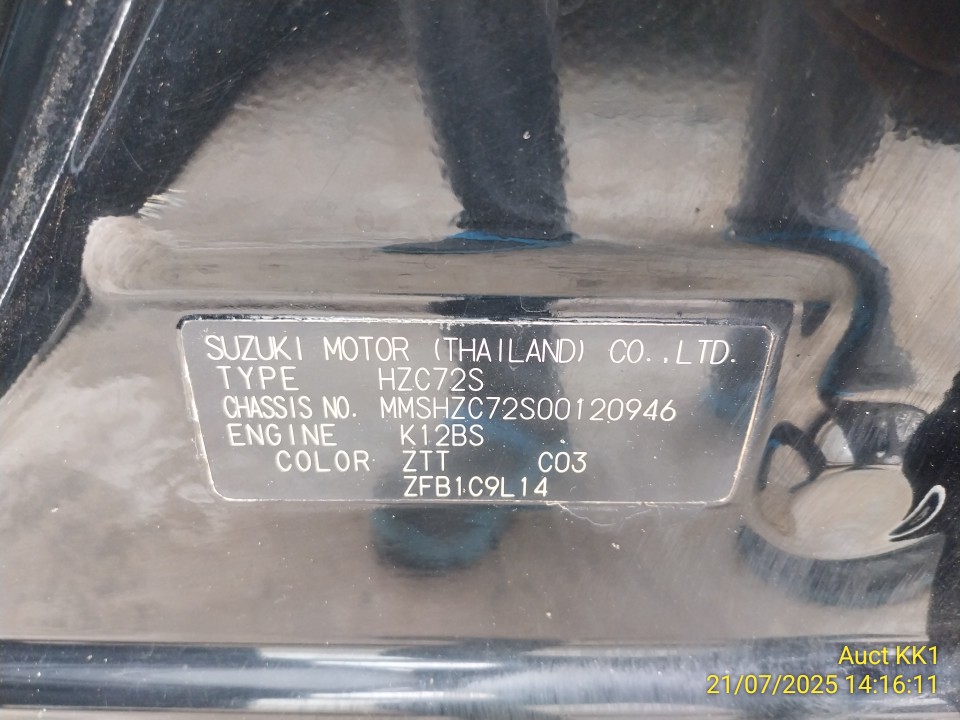 SUZUKI MOTOR (THAILAND) CO.,LTD.
TYPE HZC72S
CHASSIS NO. MMSHZC72S00120946
ENGINE K12BS
COLOR ZTT C03
ZFB1C9L14
Auct KK1
21/07/2025 14:16:11